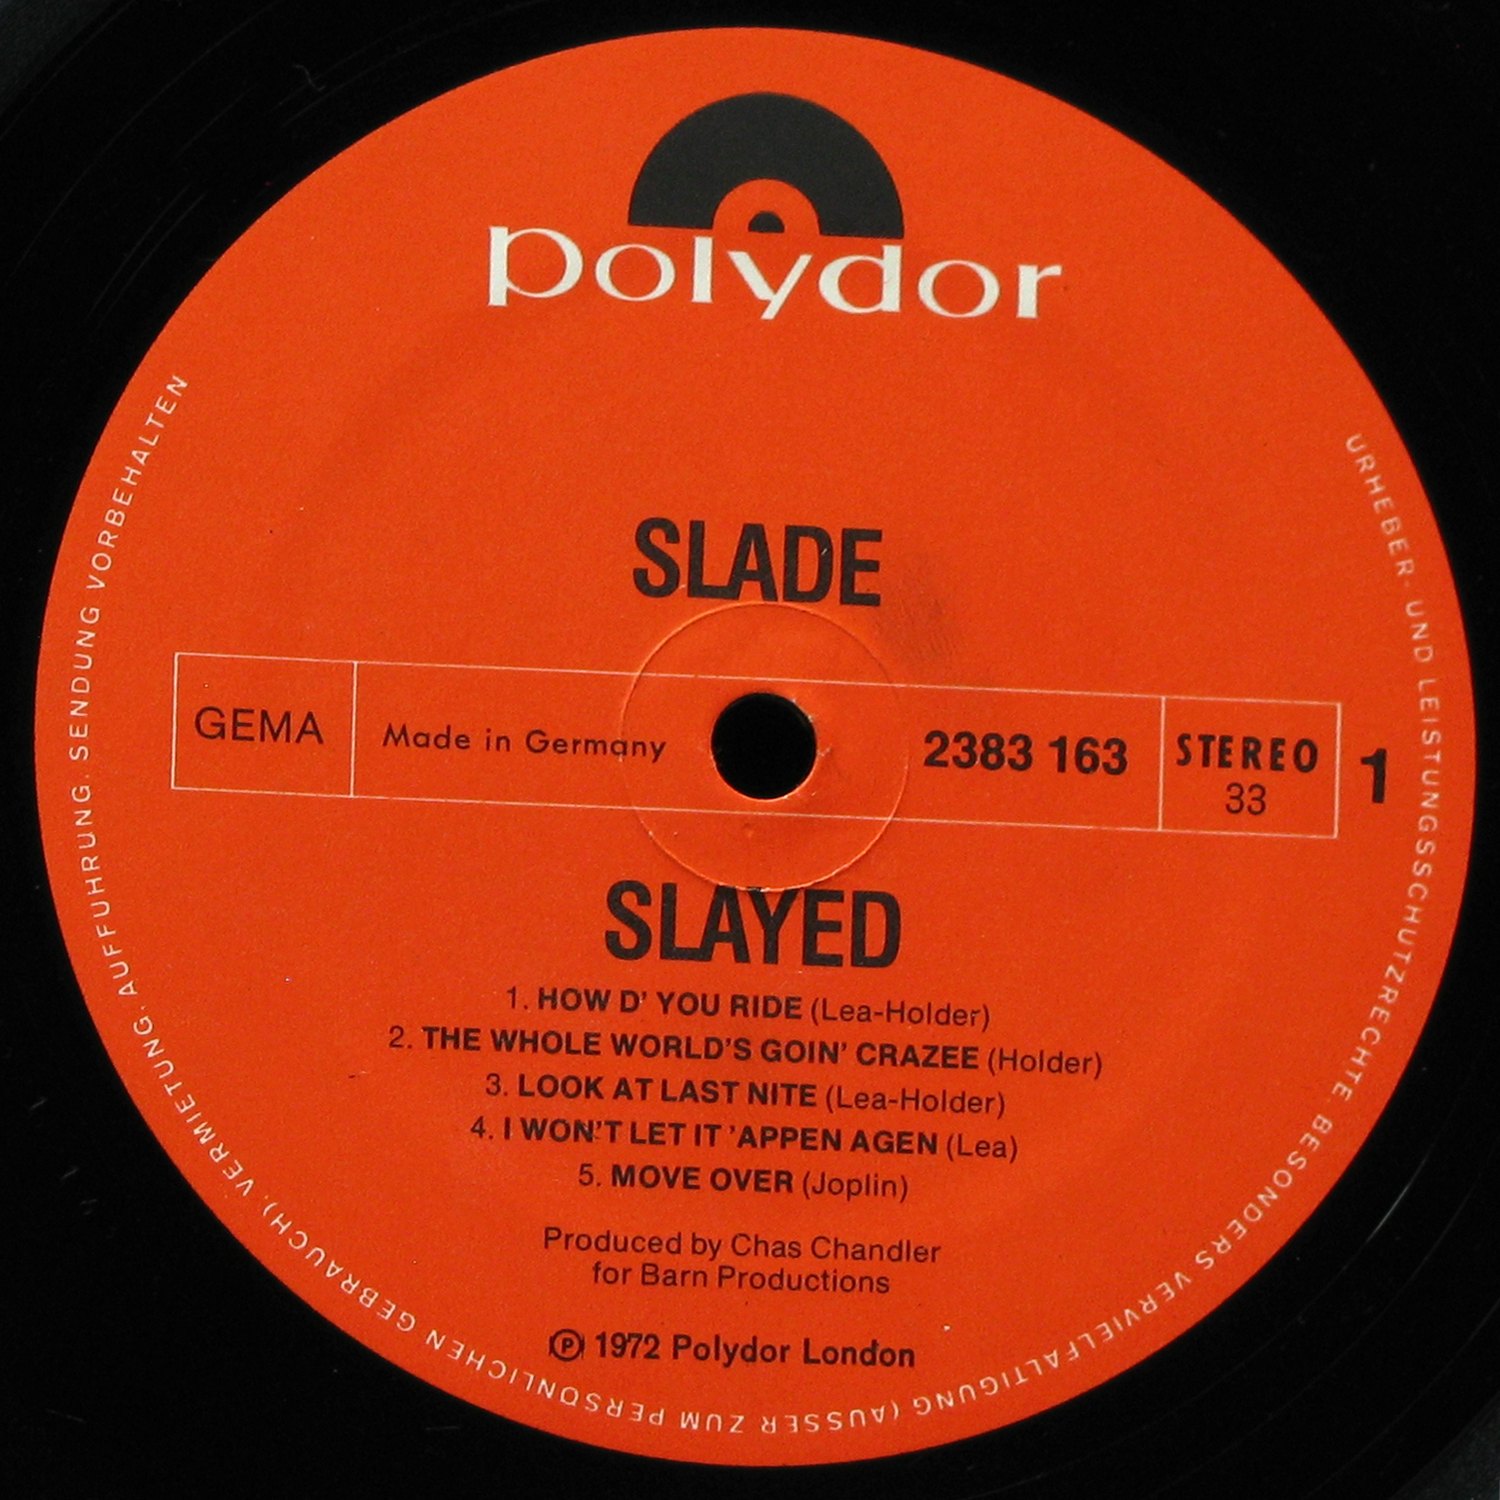 polydor
SLADE
GEMA
Made in Germany
2383 163
STEREO
33
1
SLAYED
1. HOW D' YOU RIDE (Lea-Holder)
2. THE WHOLE WORLD'S GOIN' CRAZEE (Holder)
3. LOOK AT LAST NITE (Lea-Holder)
4. I WON'T LET IT 'APPEN AGEN (Lea)
5. MOVE OVER (Joplin)
Produced by Chas Chandler
for Barn Productions
Ⓟ 1972 Polydor London
URHEBER- UND LEISTUNGSSCHUTZRECHTE, BESONDERS VERVIELFÄLTIGUNG (AUSSER ZUM PERSÖNLICHEN GEBRAUCH), VERMIETUNG, AUFFÜHRUNG, SENDUNG VORBEHALTEN